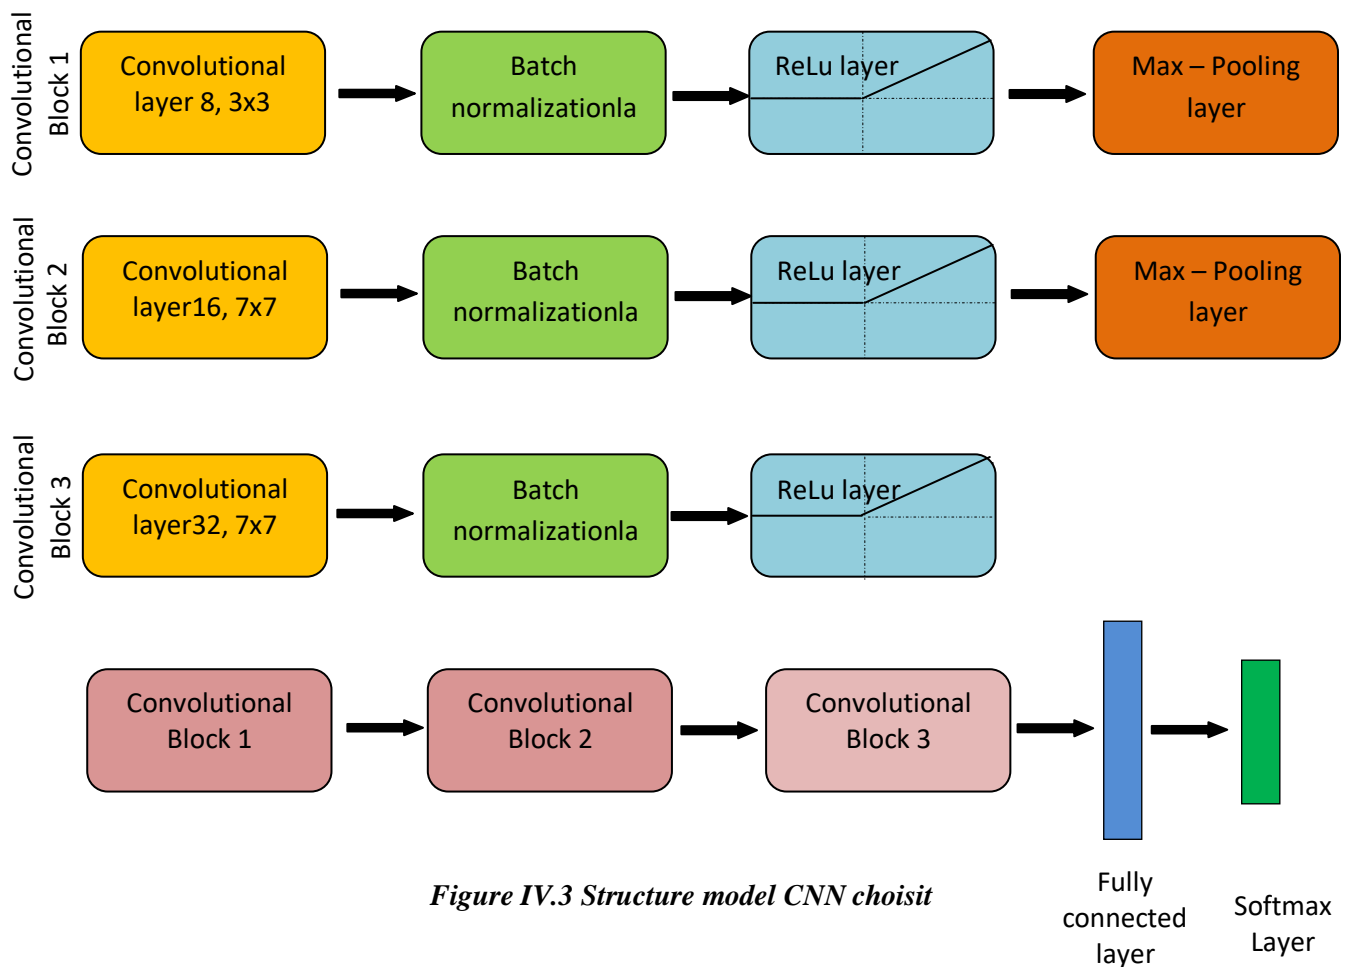 Convolutional
Block 1
Convolutional
layer 8, 3x3
Batch
normalizationla
ReLu layer
Max – Pooling
layer
Convolutional
Block 2
Convolutional
layer16, 7x7
Batch
normalizationla
ReLu layer
Max – Pooling
layer
Convolutional
Block 3
Convolutional
layer32, 7x7
Batch
normalizationla
ReLu layer
Convolutional
Block 1
Convolutional
Block 2
Convolutional
Block 3
Fully
connected
layer
Softmax
Layer
Figure IV.3 Structure model CNN choisit